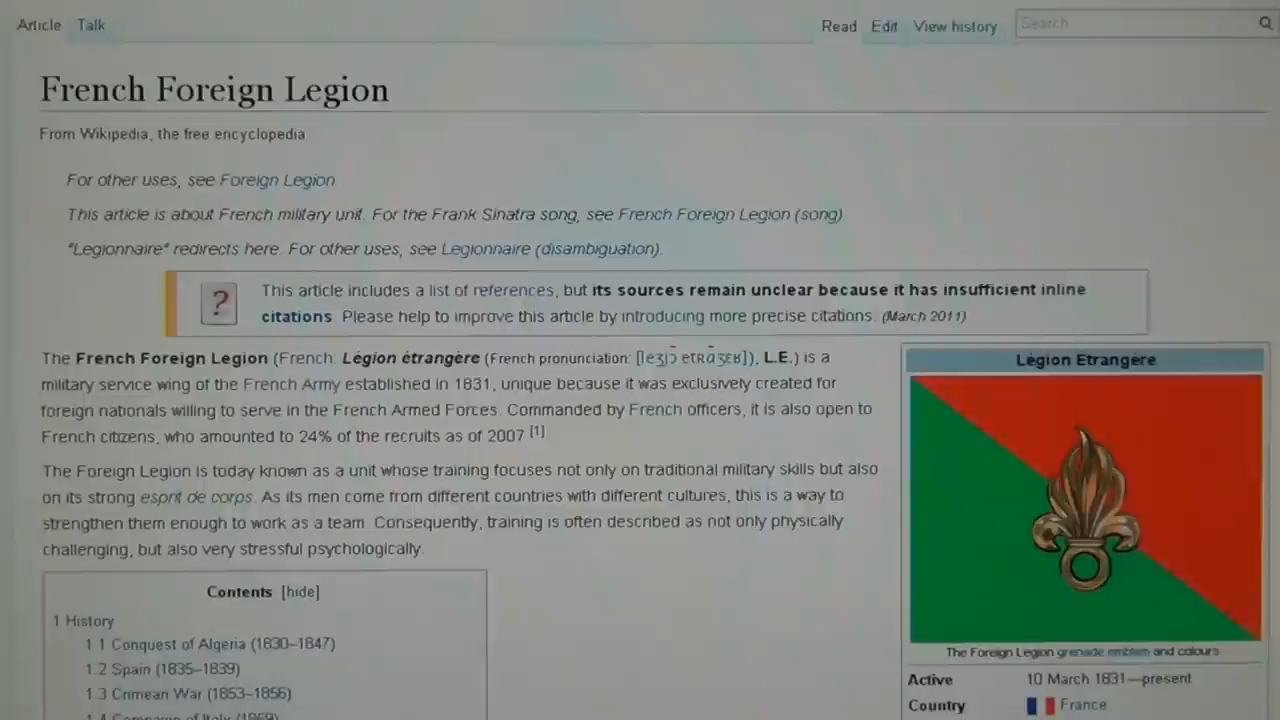 Article Talk Read Edit View history Search
French Foreign Legion
From Wikipedia, the free encyclopedia
For other uses, see Foreign Legion.
This article is about French military unit. For the Frank Sinatra song, see French Foreign Legion (song)
"Legionnaire" redirects here. For other uses, see Legionnaire (disambiguation).
? This article includes a list of references, but its sources remain unclear because it has insufficient inline
citations. Please help to improve this article by introducing more precise citations. (March 2011)
The French Foreign Legion (French: Légion étrangère (French pronunciation: [leʒjɔ̃ etʀɑ̃ʒɛʁ]), L.E.) is a
military service wing of the French Army established in 1831, unique because it was exclusively created for
foreign nationals willing to serve in the French Armed Forces. Commanded by French officers, it is also open to
French citizens, who amounted to 24% of the recruits as of 2007.[1]
The Foreign Legion is today known as a unit whose training focuses not only on traditional military skills but also
on its strong esprit de corps. As its men come from different countries with different cultures, this is a way to
strengthen them enough to work as a team. Consequently, training is often described as not only physically
challenging, but also very stressful psychologically.
Contents [hide]
1 History
1.1 Conquest of Algeria (1830–1847)
1.2 Spain (1835–1839)
1.3 Crimean War (1853–1856)
1.4 Campaign of Italy (1859)
Légion Étrangère
The Foreign Legion grenade emblem and colours
Active 10 March 1831—present
Country France